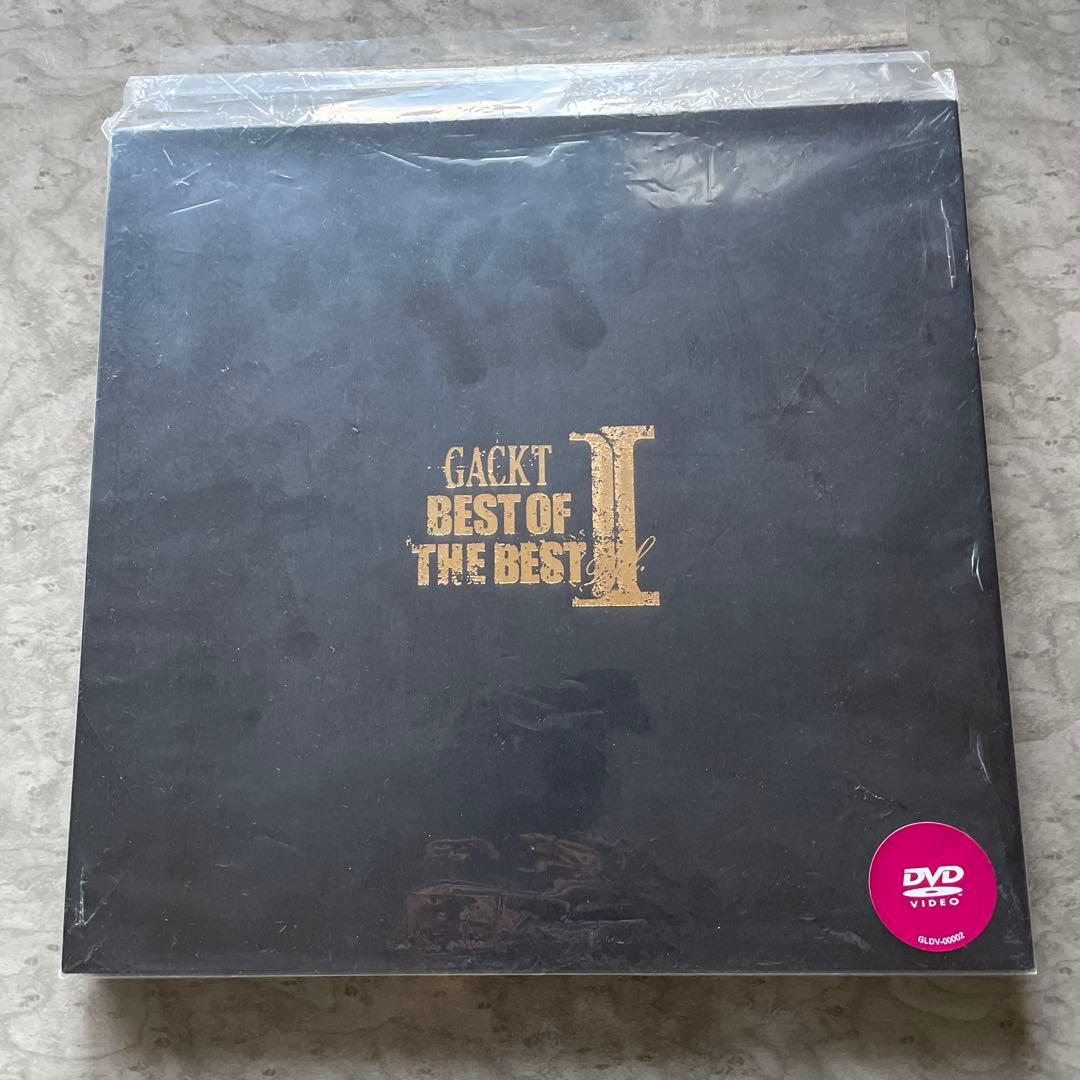 GACKT
BEST OF
THE BEST
I
DVD
VIDEO
GLDV-00002